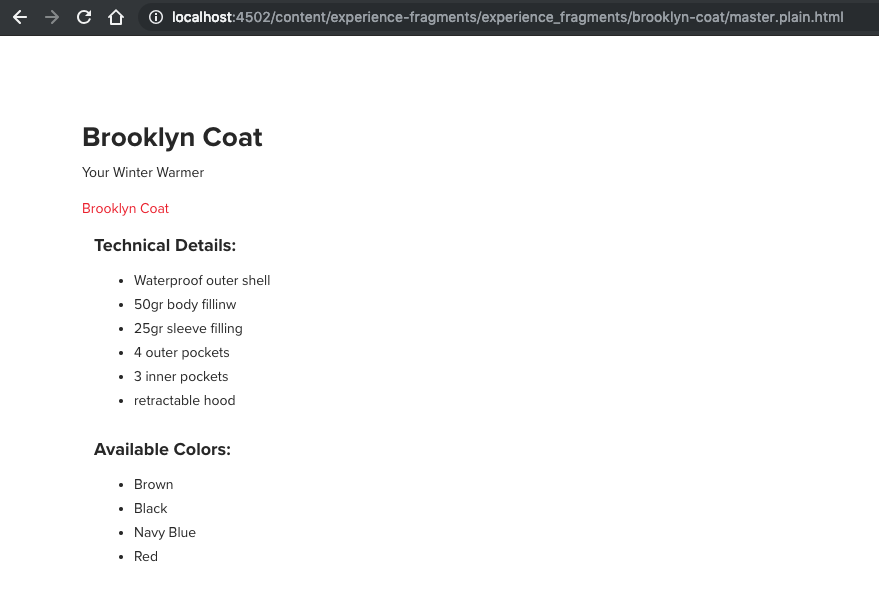 localhost:4502/content/experience-fragments/experience_fragments/brooklyn-coat/master.plain.html
Brooklyn Coat
Your Winter Warmer
Brooklyn Coat
Technical Details:
• Waterproof outer shell
• 50gr body fillinw
• 25gr sleeve filling
• 4 outer pockets
• 3 inner pockets
• retractable hood
Available Colors:
• Brown
• Black
• Navy Blue
• Red